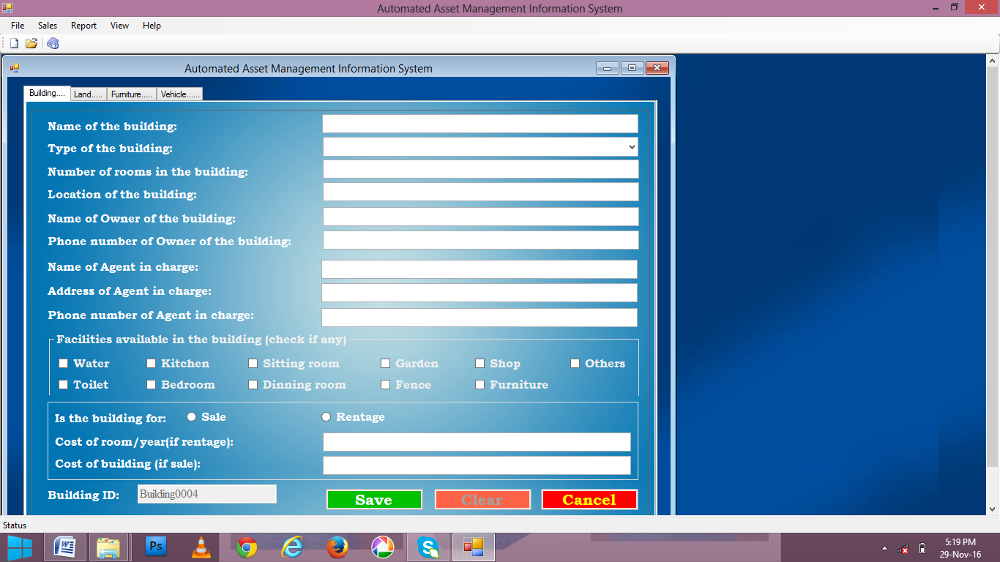 Automated Asset Management Information System
File Sales Report View Help
Automated Asset Management Information System
Building.... Land..... Furniture..... Vehicle......
Name of the building:
Type of the building:
Number of rooms in the building:
Location of the building:
Name of Owner of the building:
Phone number of Owner of the building:
Name of Agent in charge:
Address of Agent in charge:
Phone number of Agent in charge:
Facilities available in the building (check if any)
Water Kitchen Sitting room Garden Shop Others
Toilet Bedroom Dinning room Fence Furniture
Is the building for: Sale Rentage
Cost of room/year(if rentage):
Cost of building (if sale):
Building ID: Building0004 Save Clear Cancel
Status
W Ps S
5:19 PM
29-Nov-16